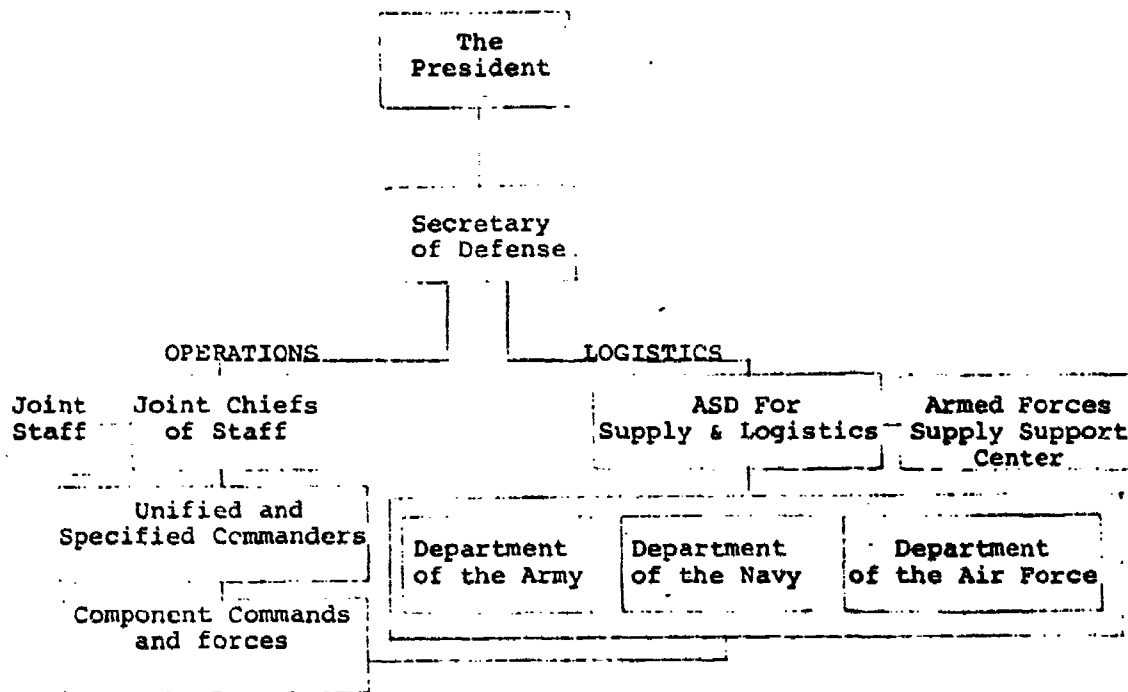 The
President
Secretary
of Defense
OPERATIONS
LOGISTICS
Joint
Staff
Joint Chiefs
of Staff
ASD For
Supply & Logistics
Armed Forces
Supply Support
Center
Unified and
Specified Commanders
Department
of the Army
Department
of the Navy
Department
of the Air Force
Component Commands
and forces